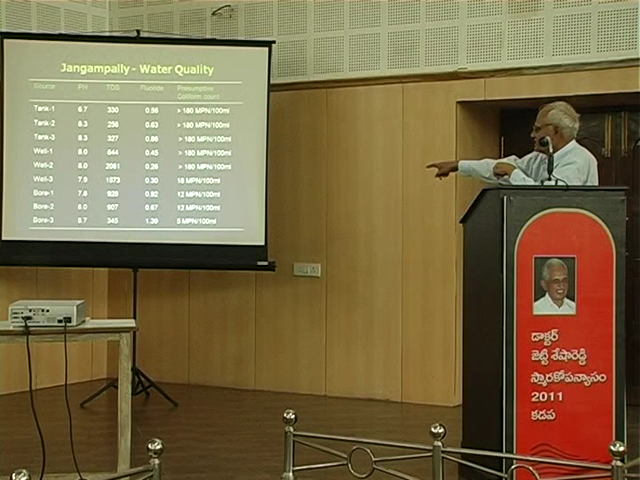 Jangampally - Water Quality
Source PH TDS Fluoride Presumptive
Coliform count
Tank-1 6.7 330 0.56 > 180 MPN/100ml
Tank-2 8.3 256 0.63 > 180 MPN/100ml
Tank-3 8.3 327 0.86 > 180 MPN/100ml
Well-1 8.0 644 0.45 > 180 MPN/100ml
Well-2 8.0 2081 0.26 > 180 MPN/100ml
Well-3 7.9 1873 0.30 18 MPN/100ml
Bore-1 7.8 928 0.92 12 MPN/100ml
Bore-2 8.0 907 0.67 12 MPN/100ml
Bore-3 8.7 345 1.39 5 MPN/100ml
డాక్టర్
జెట్టి శేషారెడ్డి
స్మారకోపన్యాసం
2011
కడప